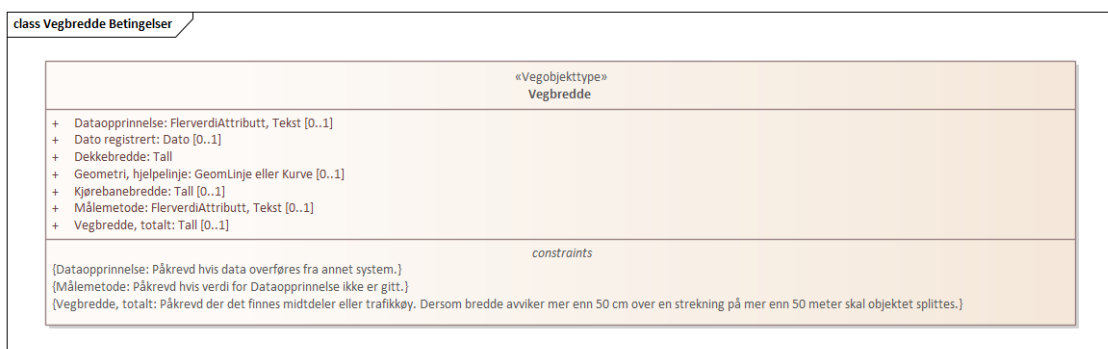 class Vegbredde Betingelser
«Vegobjekttype»
Vegbredde
+ Dataopprinnelse: FlerverdiAttributt, Tekst [0..1]
+ Dato registrert: Dato [0..1]
+ Dekkebredde: Tall
+ Geometri, hjelpelinje: GeomLinje eller Kurve [0..1]
+ Kjørebanebredde: Tall [0..1]
+ Målemetode: FlerverdiAttributt, Tekst [0..1]
+ Vegbredde, totalt: Tall [0..1]
constraints
{Dataopprinnelse: Påkrevd hvis data overføres fra annet system.}
{Målemetode: Påkrevd hvis verdi for Dataopprinnelse ikke er gitt.}
{Vegbredde, totalt: Påkrevd der det finnes midtdeler eller trafikkøy. Dersom bredde avviker mer enn 50 cm over en strekning på mer enn 50 meter skal objektet splittes.}